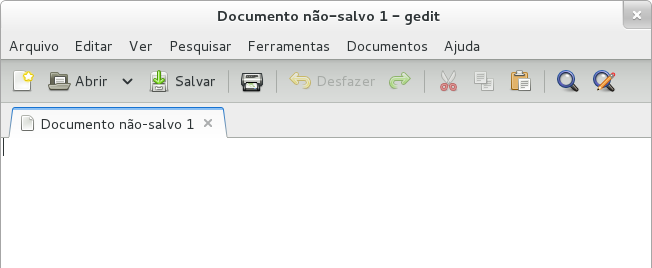 Documento não-salvo 1 - gedit
Arquivo Editar Ver Pesquisar Ferramentas Documentos Ajuda
Abrir Salvar Desfazer
Documento não-salvo 1